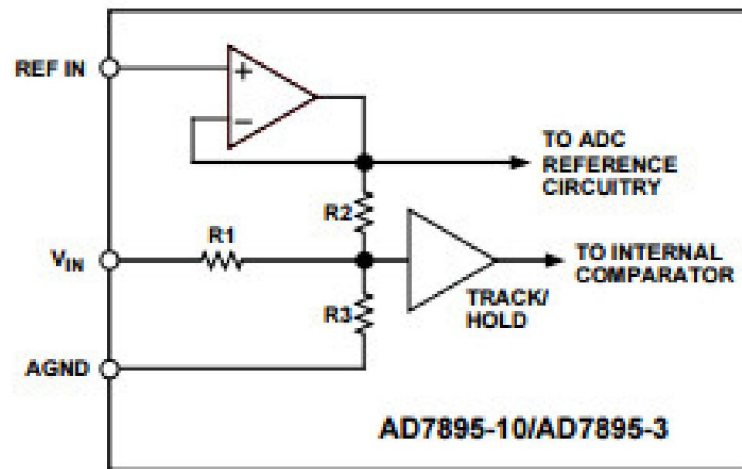 REF IN
+
−
TO ADC
REFERENCE
CIRCUITRY
R2
R1
VIN
TO INTERNAL
COMPARATOR
TRACK/
HOLD
R3
AGND
AD7895-10/AD7895-3